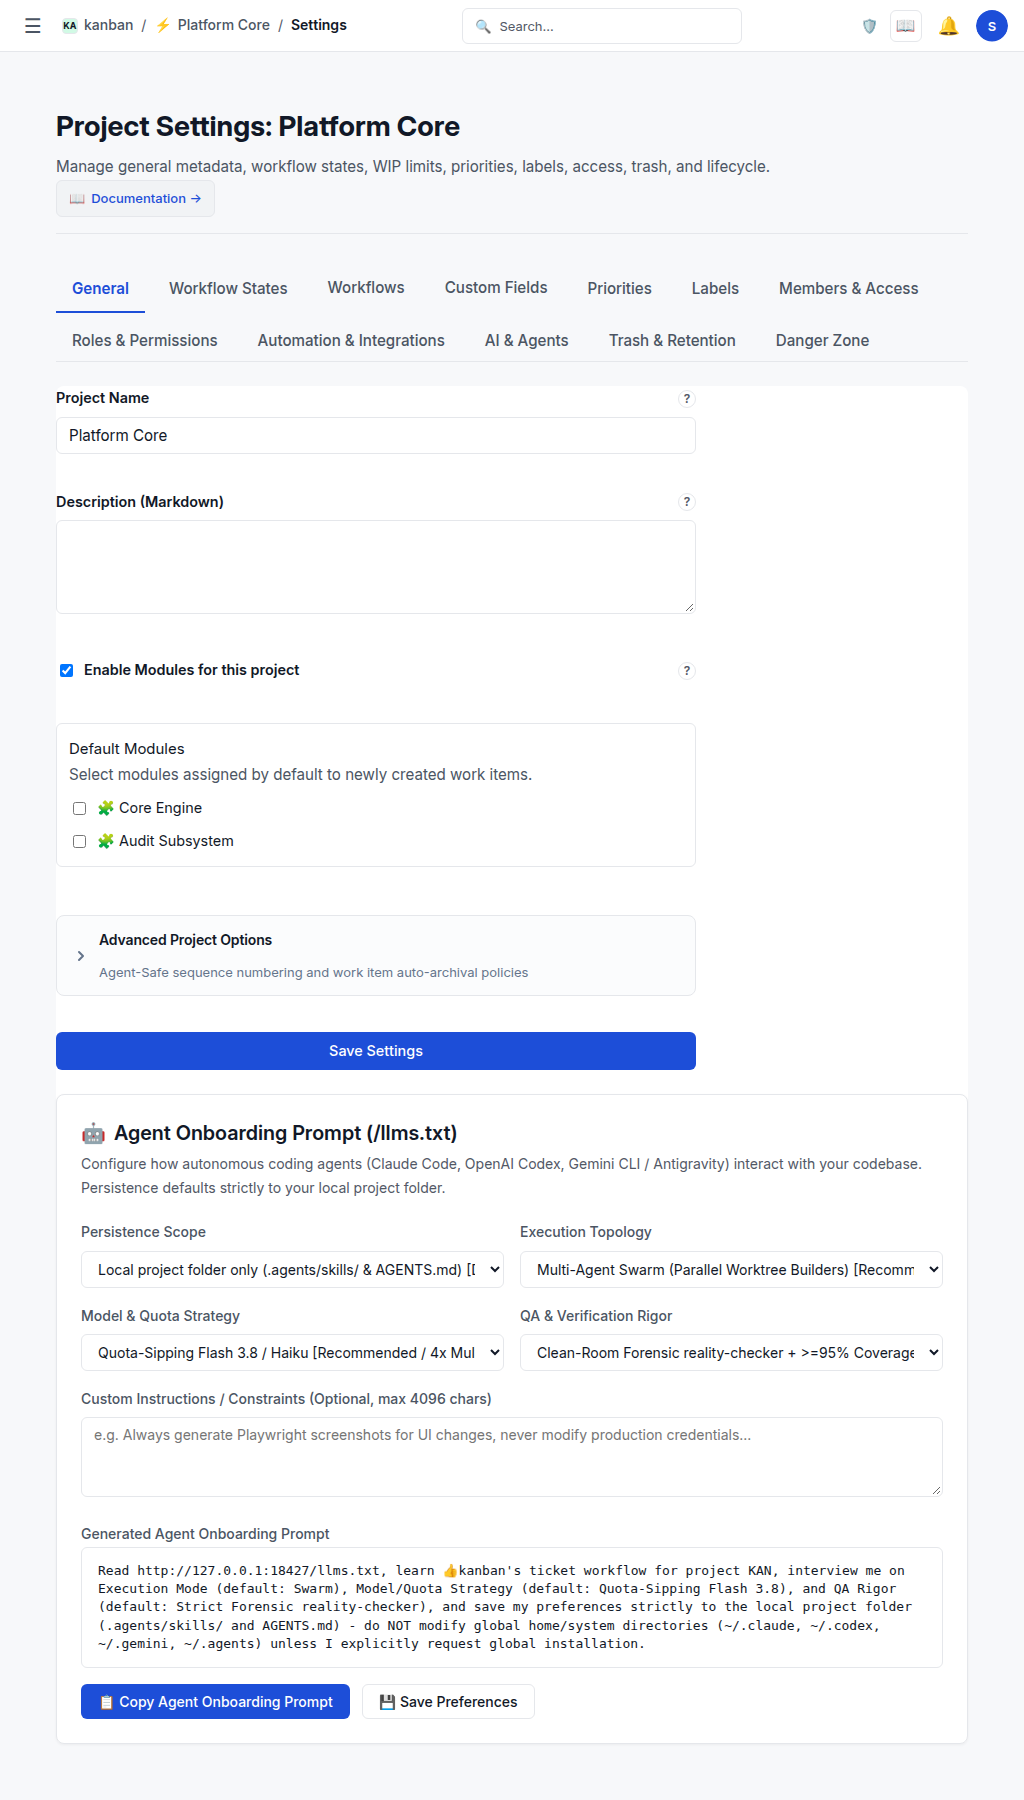 ☰ KA kanban / ⚡ Platform Core / Settings
🔍 Search...
🛡️ 📖 🔔 S
Project Settings: Platform Core
Manage general metadata, workflow states, WIP limits, priorities, labels, access, trash, and lifecycle.
📖 Documentation →
General Workflow States Workflows Custom Fields Priorities Labels Members & Access
Roles & Permissions Automation & Integrations AI & Agents Trash & Retention Danger Zone
Project Name ?
Platform Core
Description (Markdown) ?
Enable Modules for this project ?
Default Modules
Select modules assigned by default to newly created work items.
🧩 Core Engine
🧩 Audit Subsystem
Advanced Project Options
Agent-Safe sequence numbering and work item auto-archival policies
Save Settings
🤖 Agent Onboarding Prompt (/llms.txt)
Configure how autonomous coding agents (Claude Code, OpenAI Codex, Gemini CLI / Antigravity) interact with your codebase.
Persistence defaults strictly to your local project folder.
Persistence Scope Execution Topology
Local project folder only (.agents/skills/ & AGENTS.md) [ Multi-Agent Swarm (Parallel Worktree Builders) [Recomm
Model & Quota Strategy QA & Verification Rigor
Quota-Sipping Flash 3.8 / Haiku [Recommended / 4x Mul Clean-Room Forensic reality-checker + >=95% Coverage
Custom Instructions / Constraints (Optional, max 4096 chars)
e.g. Always generate Playwright screenshots for UI changes, never modify production credentials...
Generated Agent Onboarding Prompt
Read http://127.0.0.1:18427/llms.txt, learn 👍kanban's ticket workflow for project KAN, interview me on
Execution Mode (default: Swarm), Model/Quota Strategy (default: Quota-Sipping Flash 3.8), and QA Rigor
(default: Strict Forensic reality-checker), and save my preferences strictly to the local project folder
(.agents/skills/ and AGENTS.md) - do NOT modify global home/system directories (~/.claude, ~/.codex,
~/.gemini, ~/.agents) unless I explicitly request global installation.
📋 Copy Agent Onboarding Prompt 💾 Save Preferences